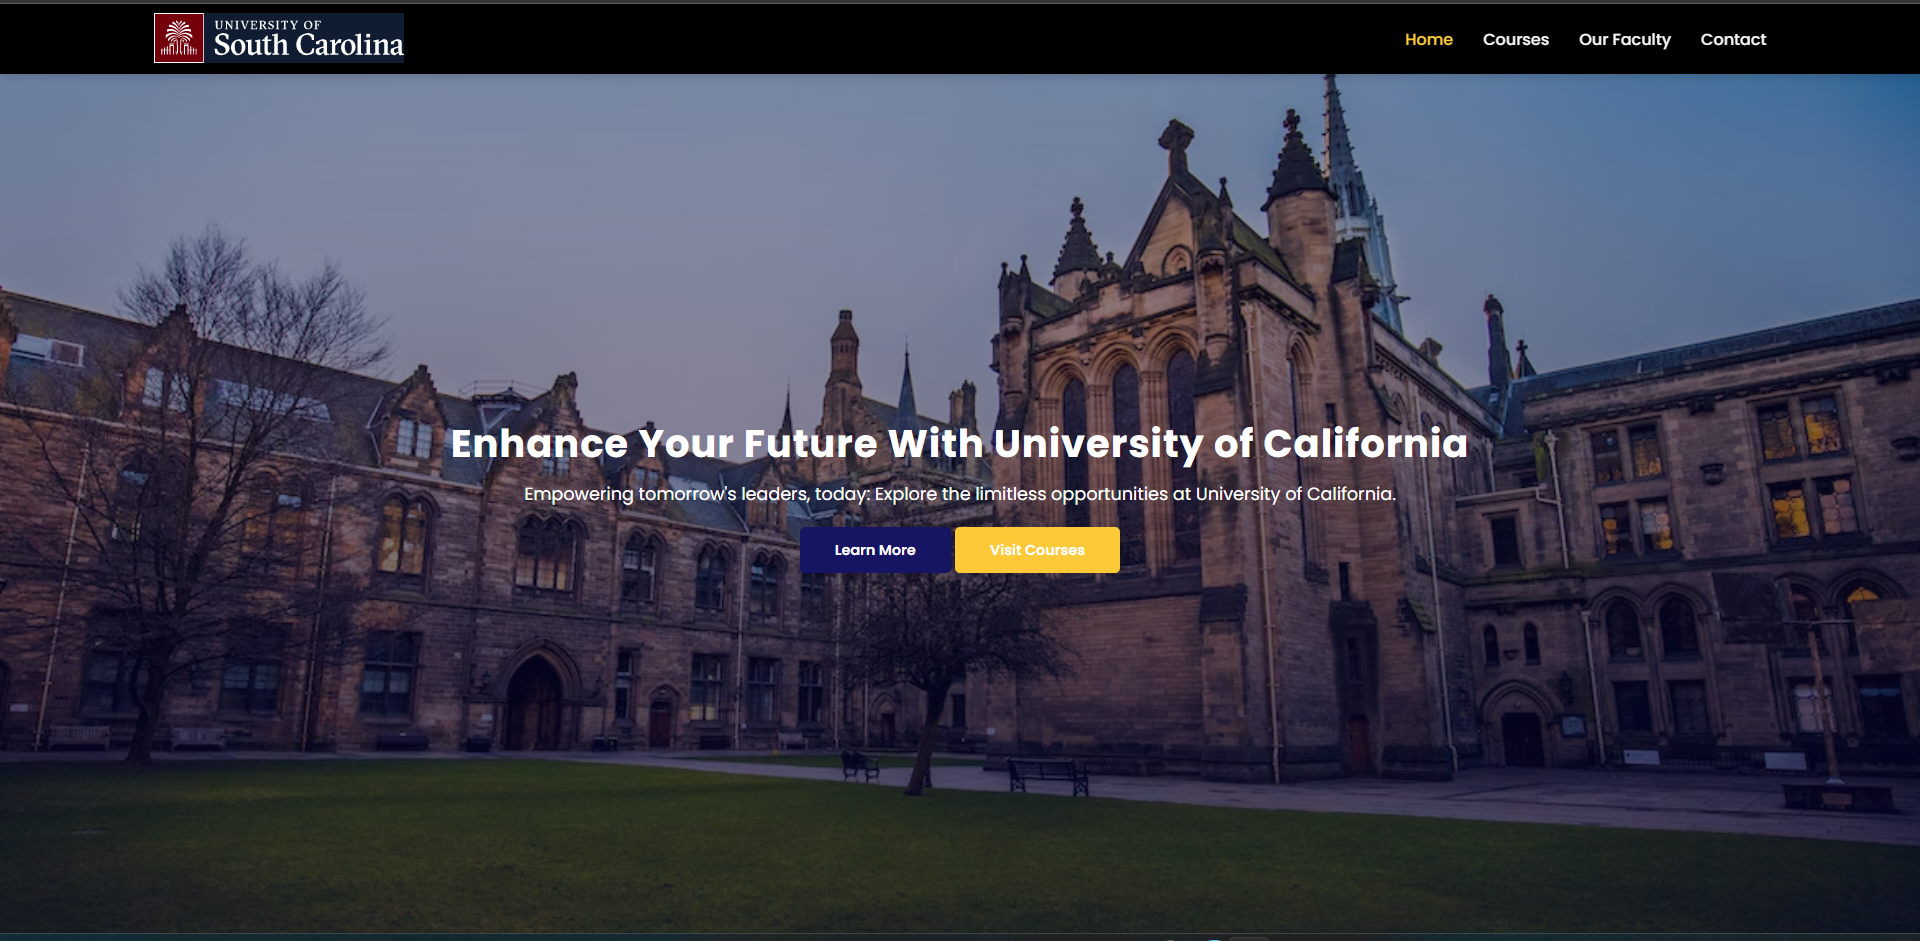 UNIVERSITY OF
South Carolina
Home Courses Our Faculty Contact
Enhance Your Future With University of California
Empowering tomorrow's leaders, today: Explore the limitless opportunities at University of California.
Learn More Visit Courses